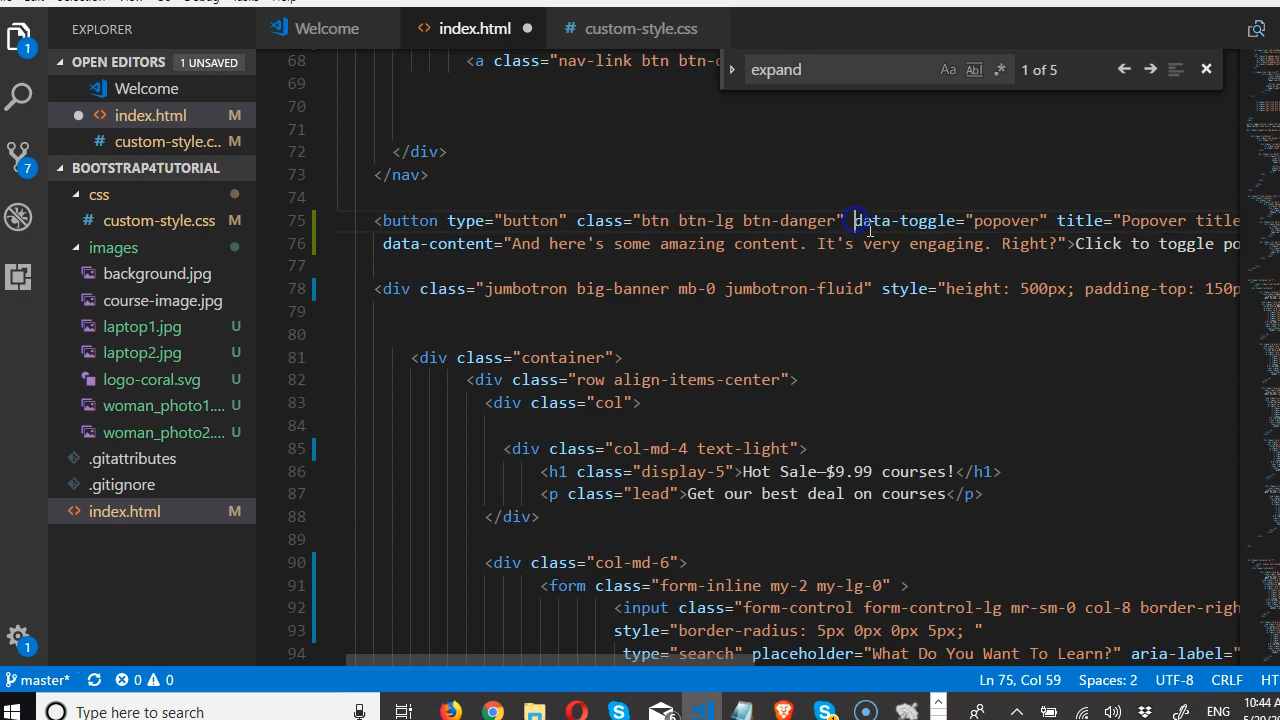 EXPLORER
Welcome
index.html
custom-style.css
OPEN EDITORS 1 UNSAVED
Welcome
index.html M
custom-style.c... M
BOOTSTRAP4TUTORIAL
css
custom-style.css M
images
background.jpg
course-image.jpg
laptop1.jpg U
laptop2.jpg U
logo-coral.svg U
woman_photo1.... U
woman_photo2.... U
.gitattributes
.gitignore
index.html M
1
7
1
expand Aa Abl .* 1 of 5
68 <a class="nav-link btn btn-
69
70
71
72 </div>
73 </nav>
74
75 <button type="button" class="btn btn-lg btn-danger" data-toggle="popover" title="Popover title
76 data-content="And here's some amazing content. It's very engaging. Right?">Click to toggle po
77
78 <div class="jumbotron big-banner mb-0 jumbotron-fluid" style="height: 500px; padding-top: 150p
79
80
81 <div class="container">
82 <div class="row align-items-center">
83 <div class="col">
84
85 <div class="col-md-4 text-light">
86 <h1 class="display-5">Hot Sale—$9.99 courses!</h1>
87 <p class="lead">Get our best deal on courses</p>
88 </div>
89
90 <div class="col-md-6">
91 <form class="form-inline my-2 my-lg-0" >
92 <input class="form-control form-control-lg mr-sm-0 col-8 border-righ
93 style="border-radius: 5px 0px 0px 5px; "
94 type="search" placeholder="What Do You Want To Learn?" aria-label="
master* 0 0 Ln 75, Col 59 Spaces: 2 UTF-8 CRLF HT
Type here to search ENG 10:44 A